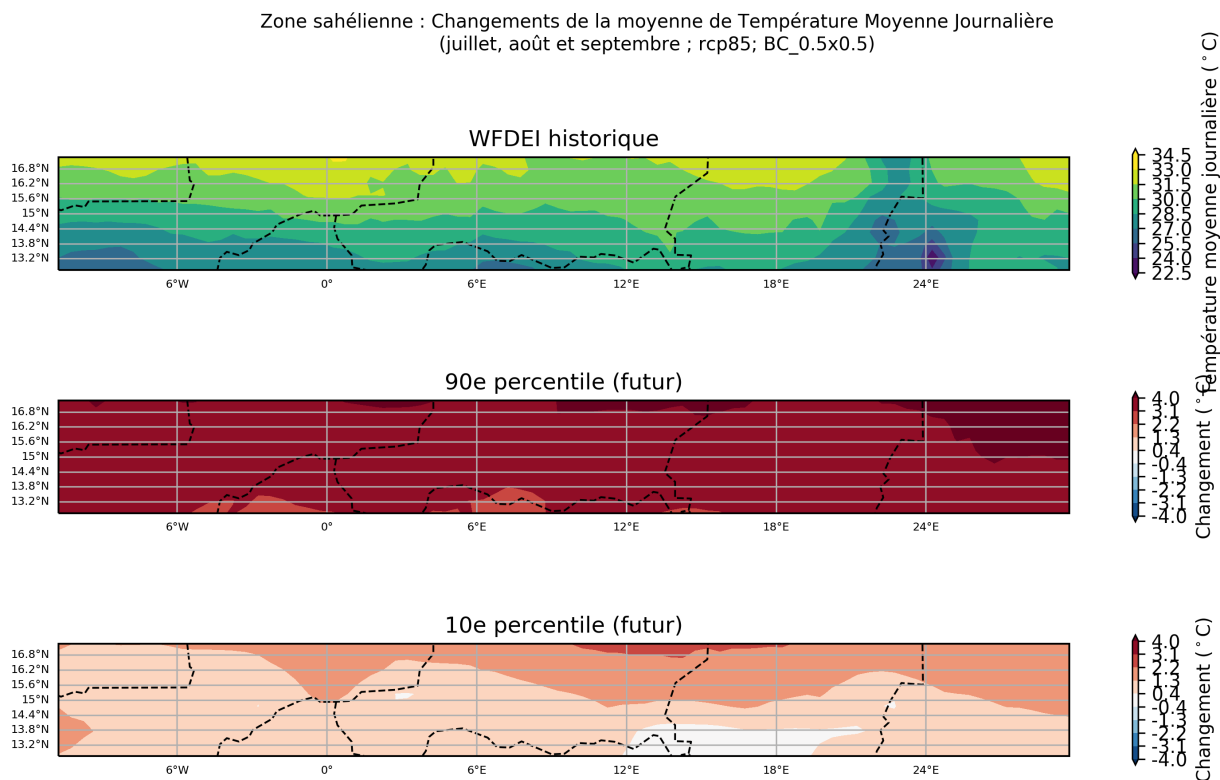 Zone sahélienne : Changements de la moyenne de Température Moyenne Journalière
(juillet, août et septembre ; rcp85; BC_0.5x0.5)
WFDEI historique
16.8°N
16.2°N
15.6°N
15°N
14.4°N
13.8°N
13.2°N
6°W 0° 6°E 12°E 18°E 24°E
34.5
33.0
31.5
30.0
28.5
27.0
25.5
24.0
22.5
Température moyenne journalière (°C)
90e percentile (futur)
16.8°N
16.2°N
15.6°N
15°N
14.4°N
13.8°N
13.2°N
6°W 0° 6°E 12°E 18°E 24°E
4.0
3.1
2.2
1.3
0.4
-0.4
-1.3
-2.2
-3.1
-4.0
Changement (°C)
10e percentile (futur)
16.8°N
16.2°N
15.6°N
15°N
14.4°N
13.8°N
13.2°N
6°W 0° 6°E 12°E 18°E 24°E
4.0
3.1
2.2
1.3
0.4
-0.4
-1.3
-2.2
-3.1
-4.0
Changement (°C)